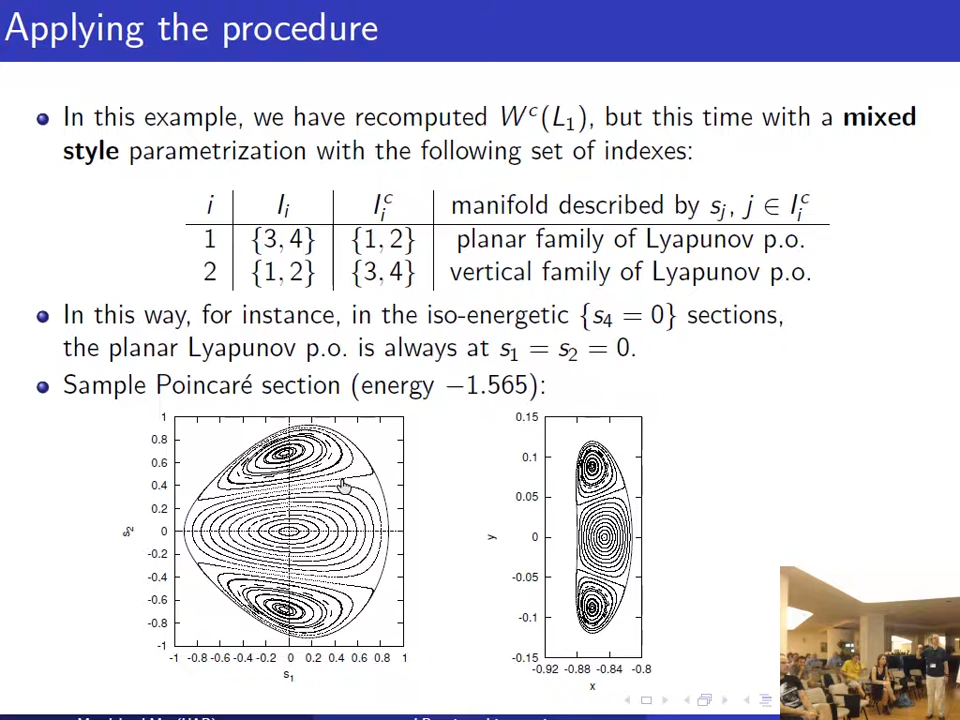 Applying the procedure
In this example, we have recomputed W^c(L_1), but this time with a mixed
style parametrization with the following set of indexes:
i I_i I_i^c manifold described by s_j, j ∈ I_i^c
1 {3, 4} {1, 2} planar family of Lyapunov p.o.
2 {1, 2} {3, 4} vertical family of Lyapunov p.o.
In this way, for instance, in the iso-energetic {s_4 = 0} sections,
the planar Lyapunov p.o. is always at s_1 = s_2 = 0.
Sample Poincaré section (energy −1.565):
1
0.8
0.6
0.4
0.2
0
-0.2
-0.4
-0.6
-0.8
-1
s_2
-1 -0.8 -0.6 -0.4 -0.2 0 0.2 0.4 0.6 0.8 1
s_1
0.15
0.1
0.05
0
-0.05
-0.1
-0.15
y
-0.92 -0.88 -0.84 -0.8
x